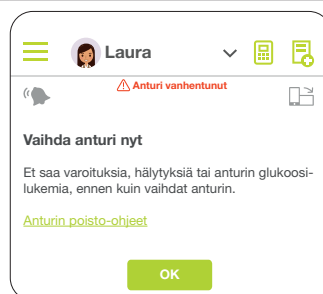 Laura
Anturi vanhentunut
Vaihda anturi nyt
Et saa varoituksia, hälytyksiä tai anturin glukoosi-
lukemia, ennen kuin vaihdat anturin.
Anturin poisto-ohjeet
OK